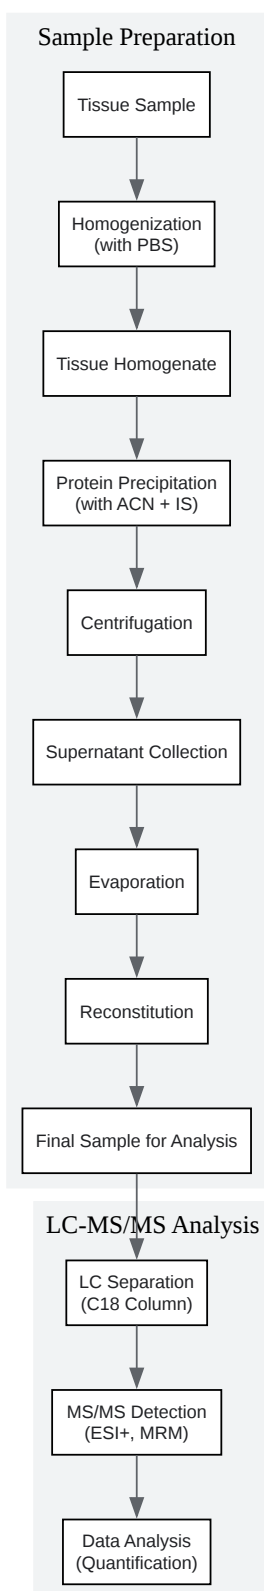 Sample Preparation
Tissue Sample
Homogenization
(with PBS)
Tissue Homogenate
Protein Precipitation
(with ACN + IS)
Centrifugation
Supernatant Collection
Evaporation
Reconstitution
Final Sample for Analysis
LC-MS/MS Analysis
LC Separation
(C18 Column)
MS/MS Detection
(ESI+, MRM)
Data Analysis
(Quantification)